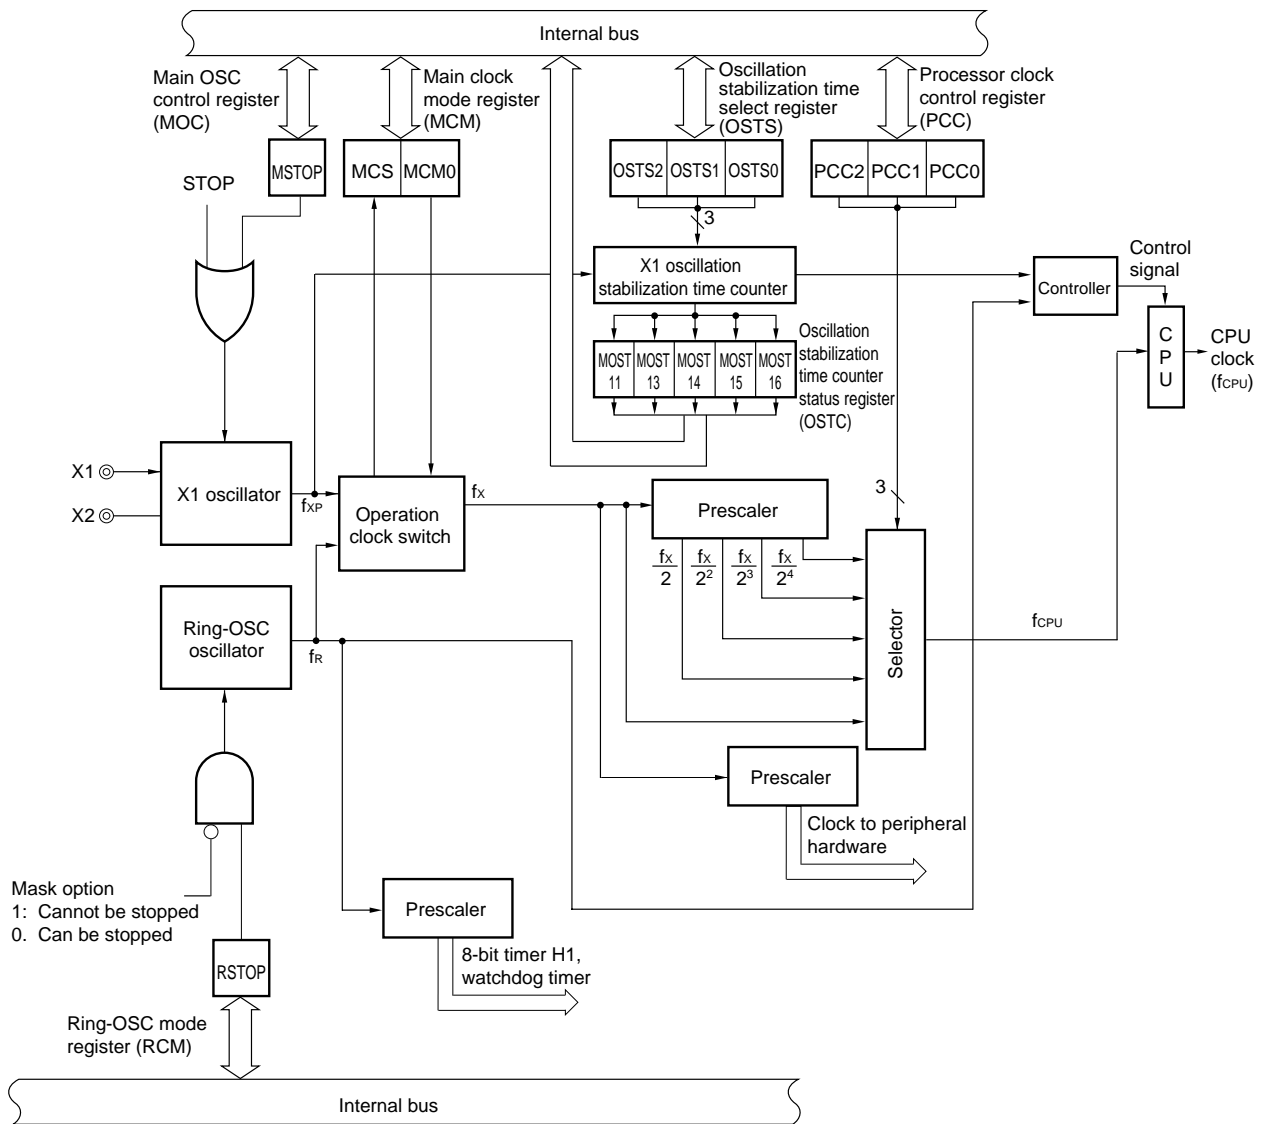 Internal bus
Main OSC
control register
(MOC)
Main clock
mode register
(MCM)
Oscillation
stabilization time
select register
(OSTS)
Processor clock
control register
(PCC)
STOP
MSTOP
MCS
MCM0
OSTS2
OSTS1
OSTS0
PCC2
PCC1
PCC0
3
X1 oscillation
stabilization time counter
Controller
Control
signal
CPU
CPU
clock
(fCPU)
MOST
11
MOST
13
MOST
14
MOST
15
MOST
16
Oscillation
stabilization
time counter
status register
(OSTC)
X1
X2
X1 oscillator
fXP
Operation
clock switch
fX
3
Prescaler
fX
2
fX
2²
fX
2³
fX
2⁴
Selector
fCPU
Ring-OSC
oscillator
fR
Prescaler
Clock to peripheral
hardware
Mask option
1: Cannot be stopped
0. Can be stopped
Prescaler
8-bit timer H1,
watchdog timer
RSTOP
Ring-OSC mode
register (RCM)
Internal bus